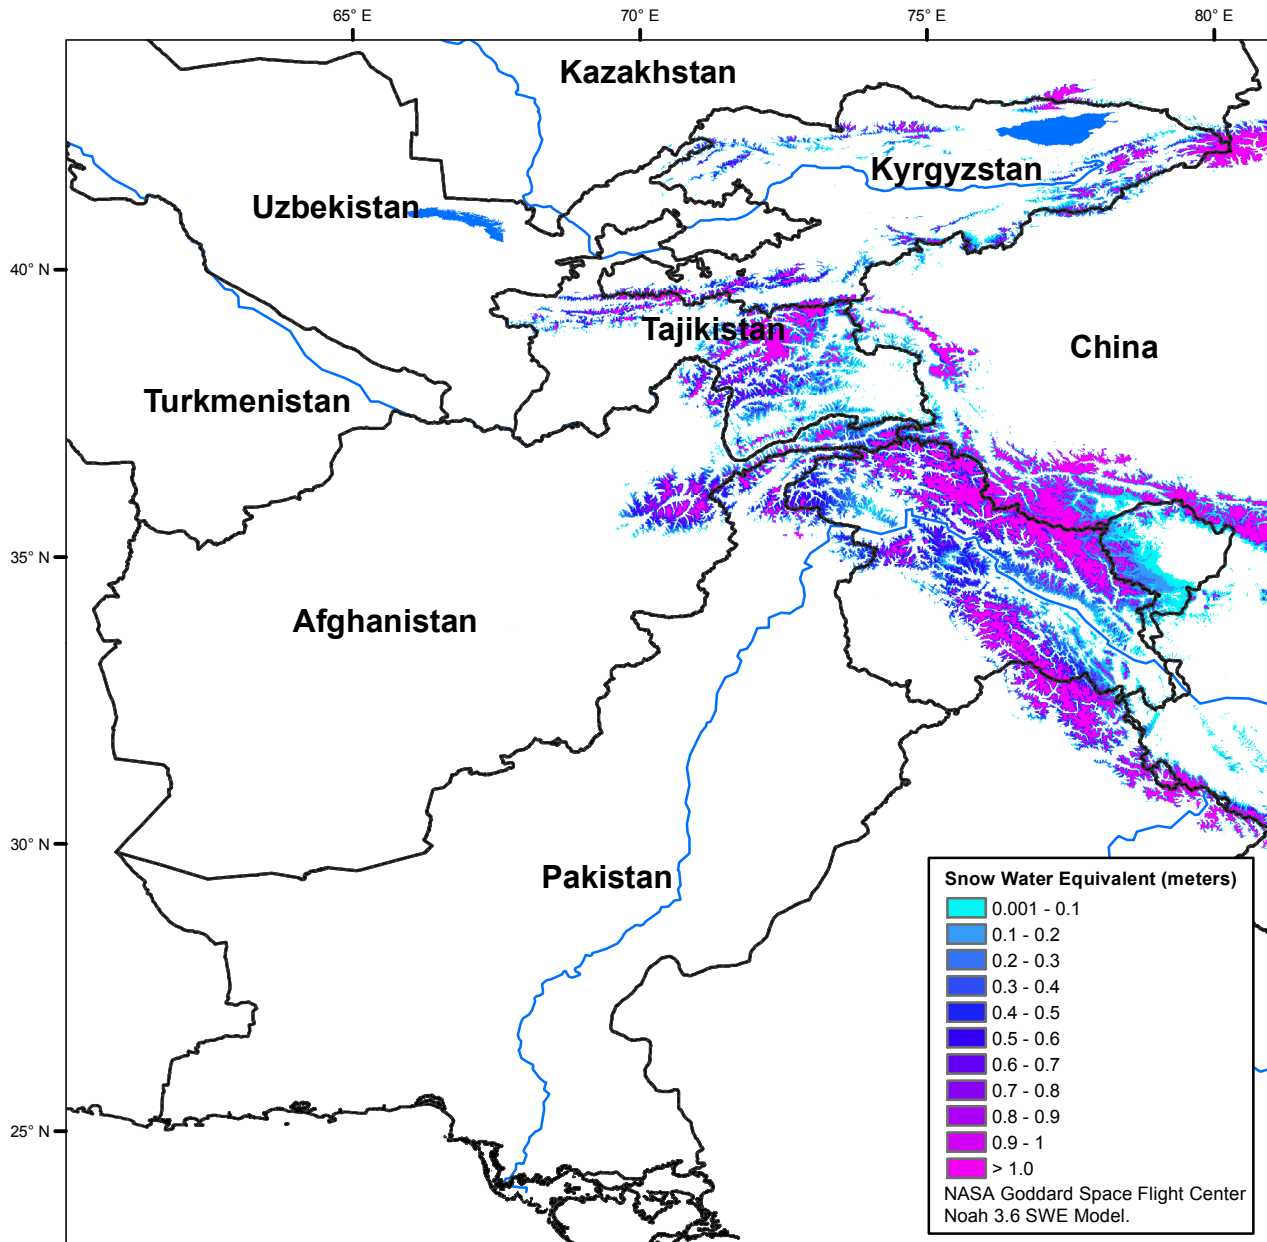 65° E
70° E
75° E
80° E
Kazakhstan
Kyrgyzstan
Uzbekistan
40° N
Tajikistan
China
Turkmenistan
35° N
Afghanistan
30° N
Pakistan
25° N
Snow Water Equivalent (meters)
0.001 - 0.1
0.1 - 0.2
0.2 - 0.3
0.3 - 0.4
0.4 - 0.5
0.5 - 0.6
0.6 - 0.7
0.7 - 0.8
0.8 - 0.9
0.9 - 1
> 1.0
NASA Goddard Space Flight Center
Noah 3.6 SWE Model.